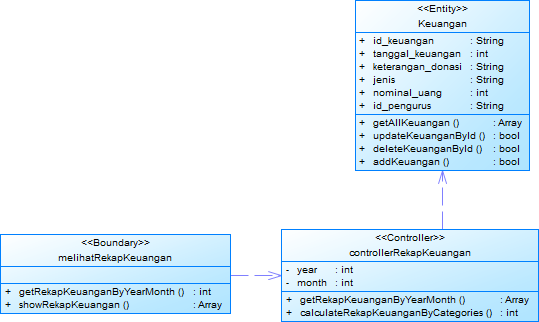 <<Entity>>
Keuangan
+ id_keuangan : String
+ tanggal_keuangan : int
+ keterangan_donasi : String
+ jenis : String
+ nominal_uang : int
+ id_pengurus : String
+ getAllKeuangan () : Array
+ updateKeuanganById () : bool
+ deleteKeuanganById () : bool
+ addKeuangan () : bool
<<Boundary>>
melihatRekapKeuangan
+ getRekapKeuanganByYearMonth () : int
+ showRekapKeuangan () : Array
<<Controller>>
controllerRekapKeuangan
- year : int
- month : int
+ getRekapKeuanganByYearMonth () : Array
+ calculateRekapKeuanganByCategories () : int